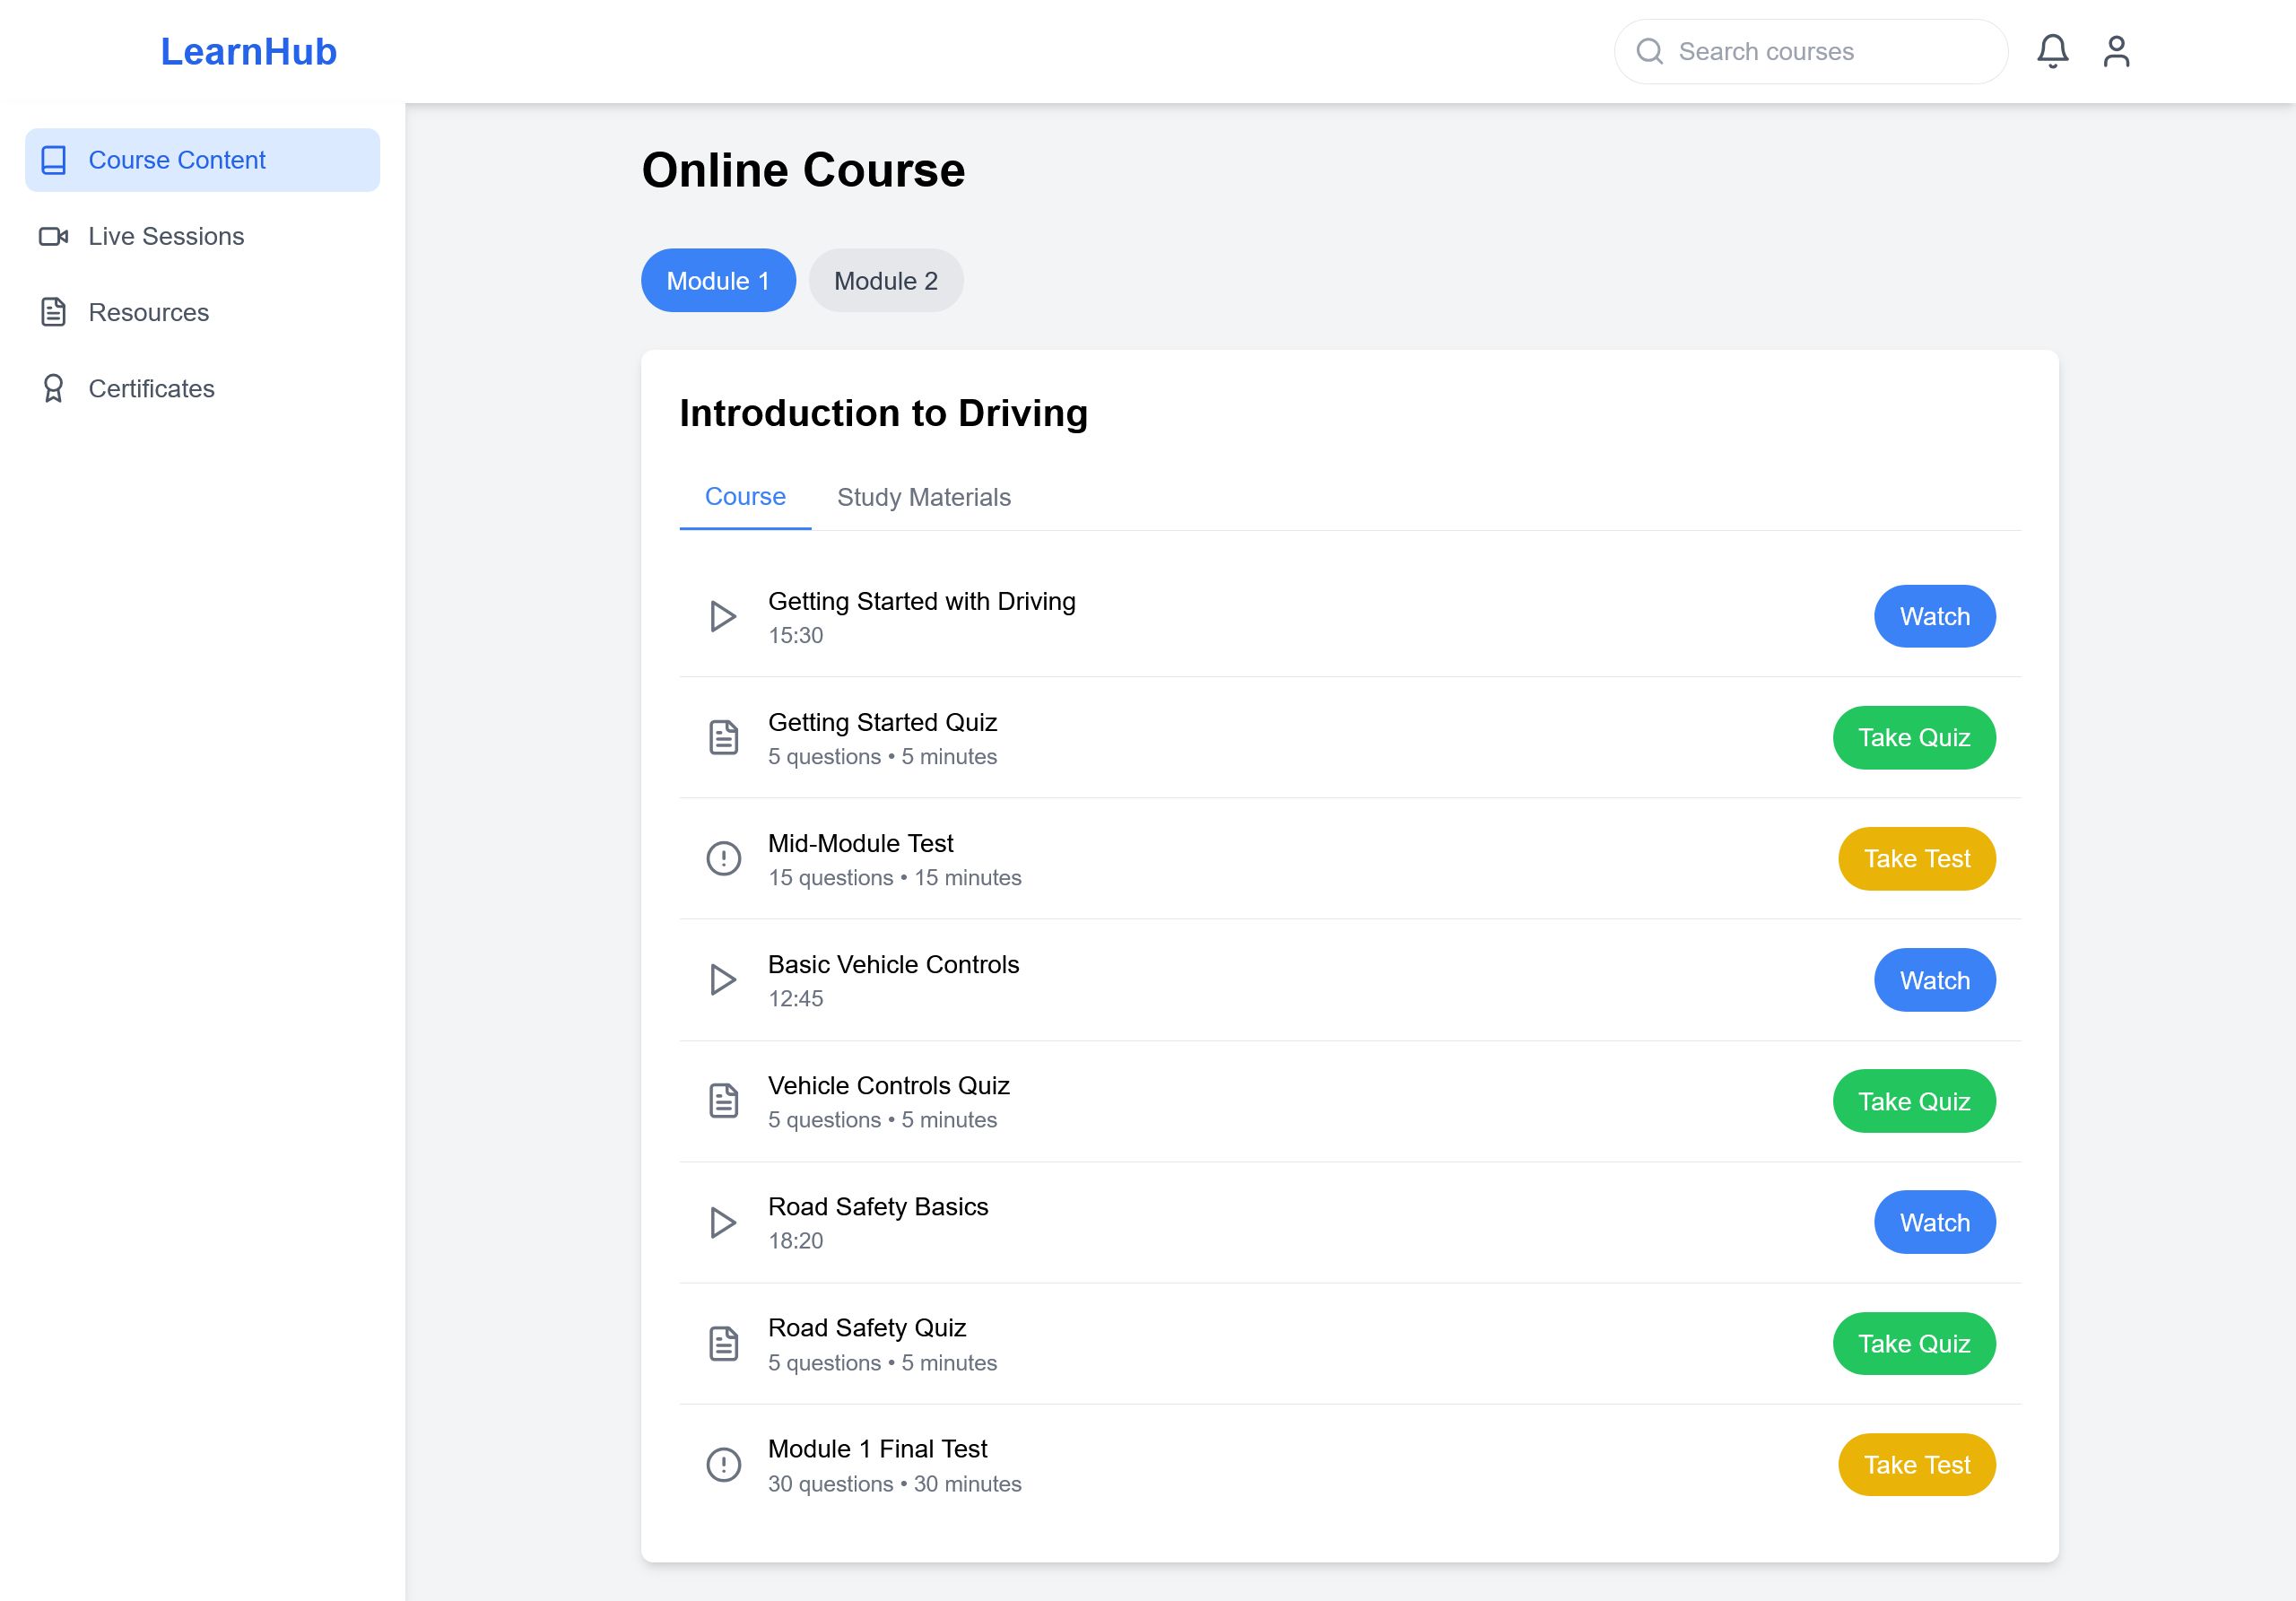 LearnHub
Search courses
Course Content
Live Sessions
Resources
Certificates
Online Course
Module 1
Module 2
Introduction to Driving
Course
Study Materials
Getting Started with Driving
15:30
Watch
Getting Started Quiz
5 questions • 5 minutes
Take Quiz
Mid-Module Test
15 questions • 15 minutes
Take Test
Basic Vehicle Controls
12:45
Watch
Vehicle Controls Quiz
5 questions • 5 minutes
Take Quiz
Road Safety Basics
18:20
Watch
Road Safety Quiz
5 questions • 5 minutes
Take Quiz
Module 1 Final Test
30 questions • 30 minutes
Take Test